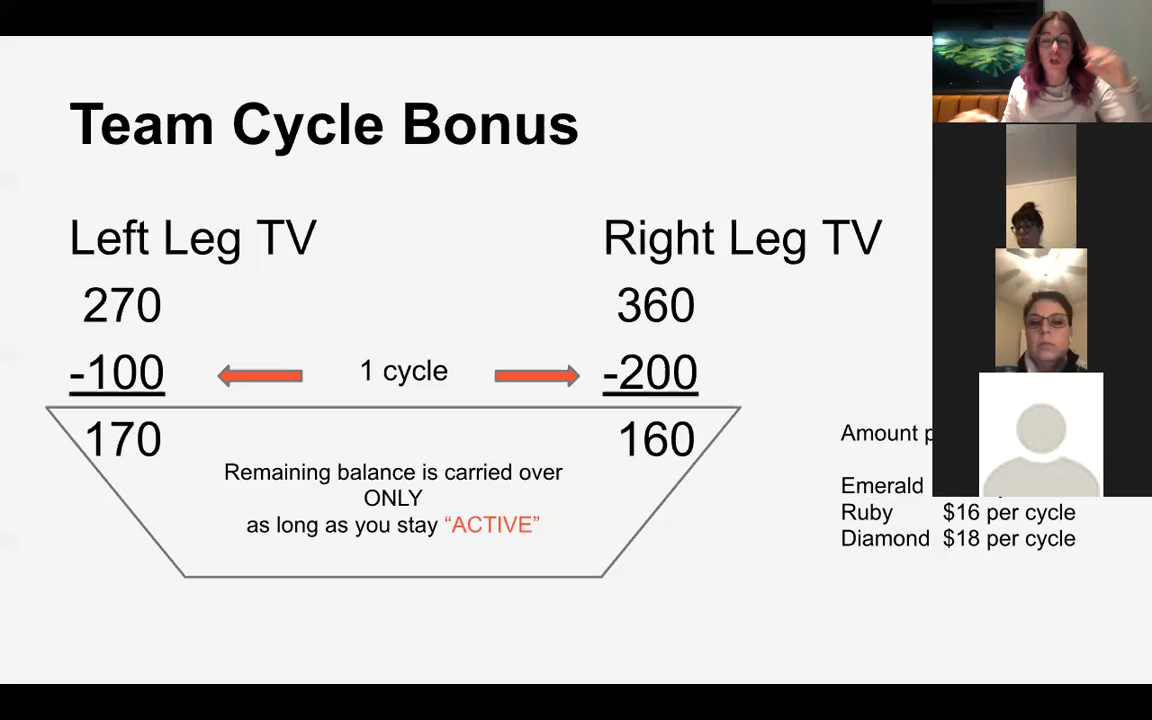 Team Cycle Bonus
Left Leg TV
Right Leg TV
270
360
-100
1 cycle
-200
170
160
Remaining balance is carried over
ONLY
as long as you stay “ACTIVE”
Amount
Emerald
Ruby $16 per cycle
Diamond $18 per cycle